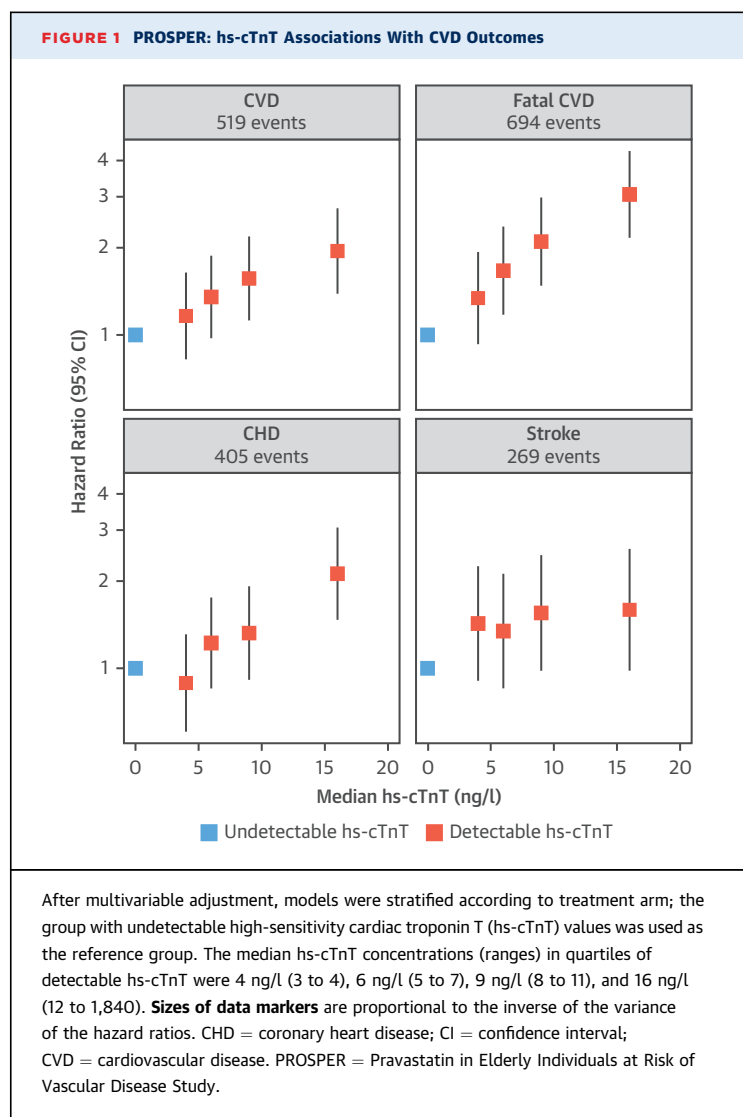 FIGURE 1 PROSPER: hs-cTnT Associations With CVD Outcomes
CVD
519 events
Fatal CVD
694 events
4
3
2
1
CHD
405 events
Stroke
269 events
4
3
2
1
Hazard Ratio (95% CI)
0 5 10 15 20
0 5 10 15 20
Median hs-cTnT (ng/l)
Undetectable hs-cTnT Detectable hs-cTnT
After multivariable adjustment, models were stratified according to treatment arm; the
group with undetectable high-sensitivity cardiac troponin T (hs-cTnT) values was used as
the reference group. The median hs-cTnT concentrations (ranges) in quartiles of
detectable hs-cTnT were 4 ng/l (3 to 4), 6 ng/l (5 to 7), 9 ng/l (8 to 11), and 16 ng/l
(12 to 1,840). Sizes of data markers are proportional to the inverse of the variance
of the hazard ratios. CHD = coronary heart disease; CI = confidence interval;
CVD = cardiovascular disease. PROSPER = Pravastatin in Elderly Individuals at Risk of
Vascular Disease Study.